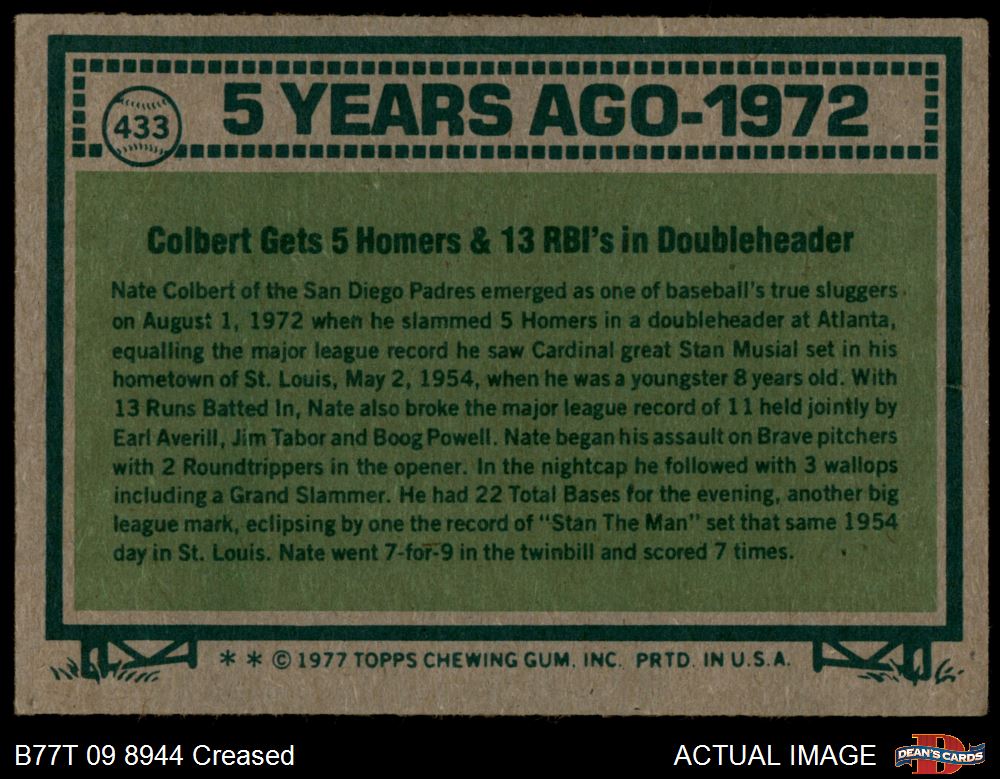 433
5 YEARS AGO-1972
Colbert Gets 5 Homers & 13 RBI's in Doubleheader
Nate Colbert of the San Diego Padres emerged as one of baseball's true sluggers
on August 1, 1972 when he slammed 5 Homers in a doubleheader at Atlanta,
equalling the major league record he saw Cardinal great Stan Musial set in his
hometown of St. Louis, May 2, 1954, when he was a youngster 8 years old. With
13 Runs Batted In, Nate also broke the major league record of 11 held jointly by
Earl Averill, Jim Tabor and Boog Powell. Nate began his assault on Brave pitchers
with 2 Roundtrippers in the opener. In the nightcap he followed with 3 wallops
including a Grand Slammer. He had 22 Total Bases for the evening, another big
league mark, eclipsing by one the record of "Stan The Man" set that same 1954
day in St. Louis. Nate went 7-for-9 in the twinbill and scored 7 times.
* * © 1977 TOPPS CHEWING GUM, INC. PRTD. IN U.S.A.
B77T 09 8944 Creased
ACTUAL IMAGE
DEAN'S CARDS